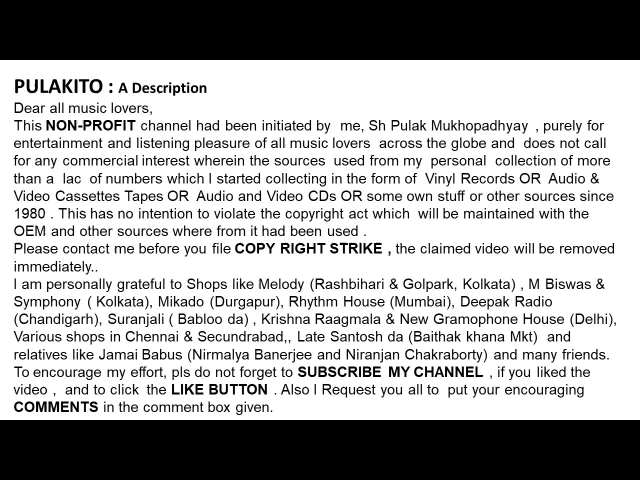 PULAKITO : A Description
Dear all music lovers,
This NON-PROFIT channel had been initiated by me, Sh Pulak Mukhopadhyay , purely for
entertainment and listening pleasure of all music lovers across the globe and does not call
for any commercial interest wherein the sources used from my personal collection of more
than a lac of numbers which I started collecting in the form of Vinyl Records OR Audio &
Video Cassettes Tapes OR Audio and Video CDs OR some own stuff or other sources since
1980 . This has no intention to violate the copyright act which will be maintained with the
OEM and other sources where from it had been used .
Please contact me before you file COPY RIGHT STRIKE , the claimed video will be removed
immediately..
I am personally grateful to Shops like Melody (Rashbihari & Golpark, Kolkata) , M Biswas &
Symphony ( Kolkata), Mikado (Durgapur), Rhythm House (Mumbai), Deepak Radio
(Chandigarh), Suranjali ( Babloo da) , Krishna Raagmala & New Gramophone House (Delhi),
Various shops in Chennai & Secundrabad,, Late Santosh da (Baithak khana Mkt) and
relatives like Jamai Babus (Nirmalya Banerjee and Niranjan Chakraborty) and many friends.
To encourage my effort, pls do not forget to SUBSCRIBE MY CHANNEL , if you liked the
video , and to click the LIKE BUTTON . Also I Request you all to put your encouraging
COMMENTS in the comment box given.